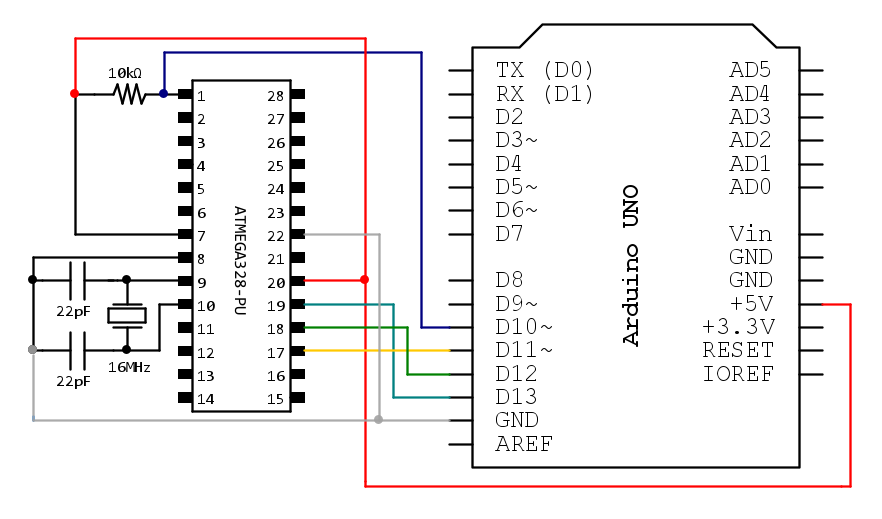 10kΩ
1
2
3
4
5
6
7
8
9
10
11
12
13
14
28
27
26
25
24
23
22
21
20
19
18
17
16
15
ATMEGA328-PU
22pF
22pF
16MHz
TX (D0)
RX (D1)
D2
D3~
D4
D5~
D6~
D7
D8
D9~
D10~
D11~
D12
D13
GND
AREF
Arduino UNO
AD5
AD4
AD3
AD2
AD1
AD0
Vin
GND
GND
+5V
+3.3V
RESET
IOREF